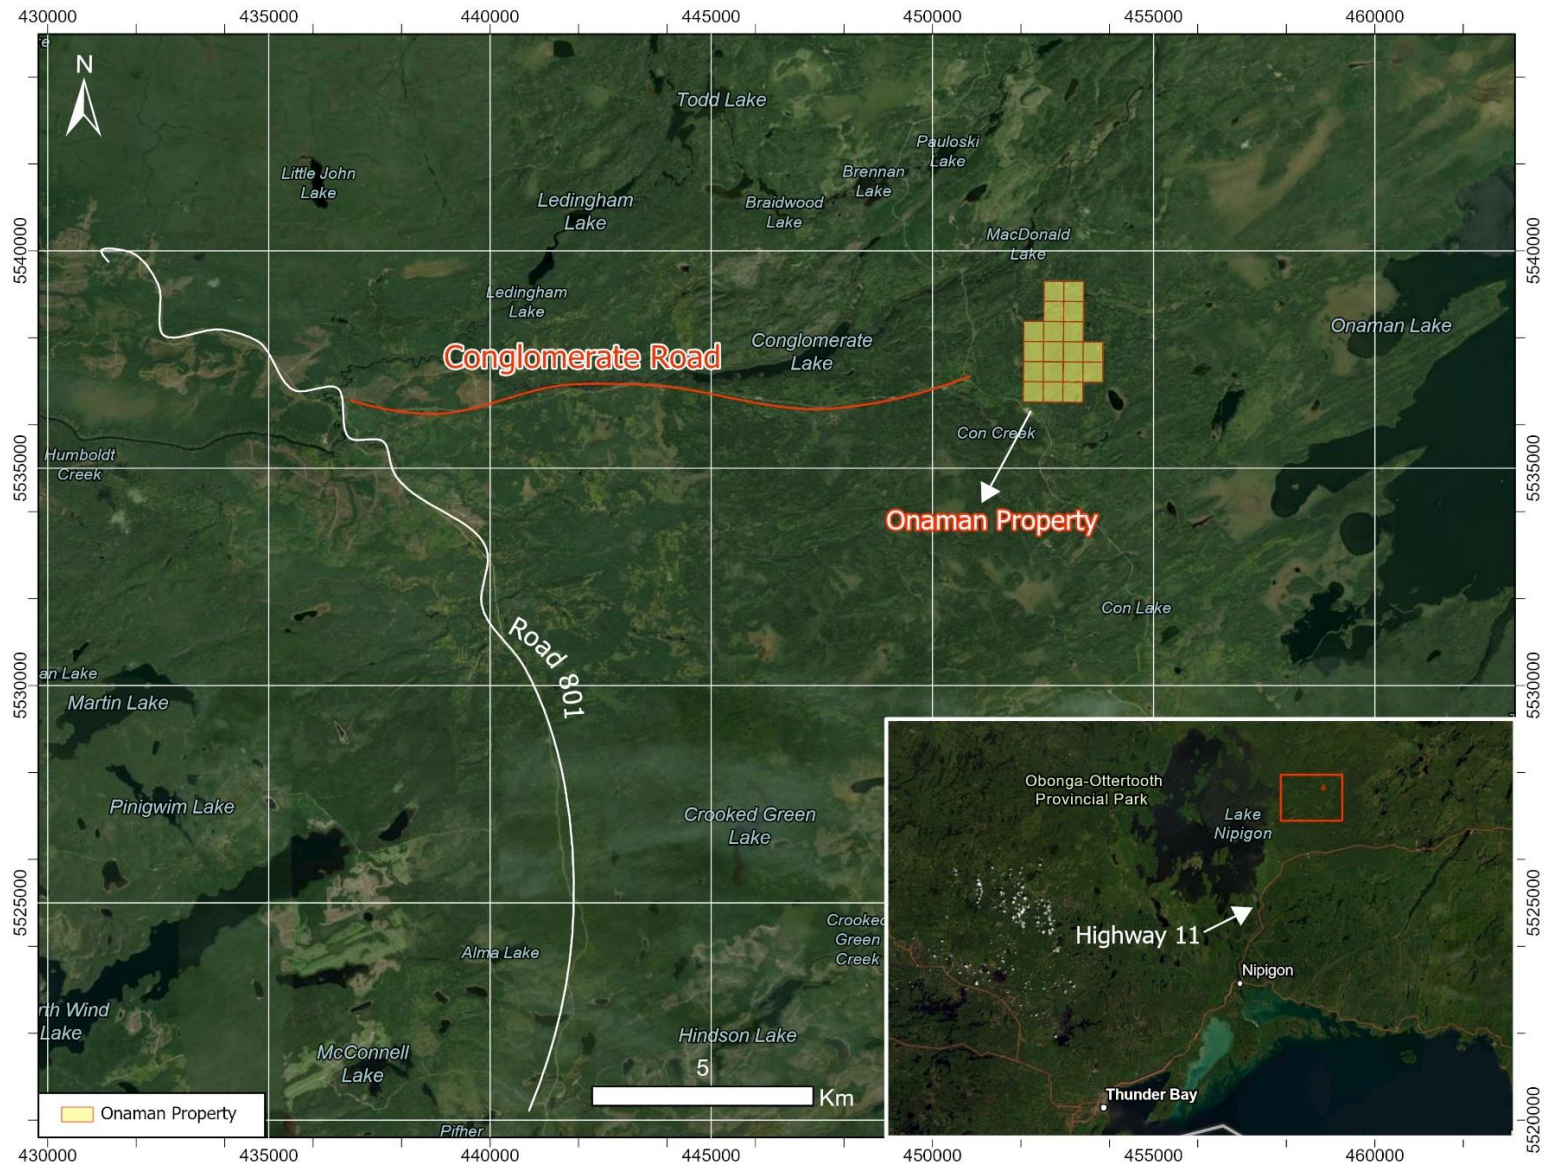 430000
435000
440000
445000
450000
455000
460000
N
Todd Lake
Pauloski
Lake
Little John
Lake
Brennan
Lake
Ledingham
Lake
Braidwood
Lake
5540000
MacDonald
Lake
5540000
Ledingham
Lake
Onaman Lake
Conglomerate
Lake
Conglomerate Road
Con Creek
Humboldt
Creek
5535000
5535000
Onaman Property
Con Lake
Road 801
an Lake
5530000
5530000
Martin Lake
Pinigwim Lake
Crooked Green
Lake
Obonga-Ottertooth
Provincial Park
Lake
Nipigon
5525000
5525000
Crooked
Green
Creek
Highway 11
Alma Lake
Nipigon
rth Wind
Lake
Hindson Lake
McConnell
Lake
5
Km
Thunder Bay
Onaman Property
5520000
Pifher
430000
435000
440000
445000
450000
455000
460000